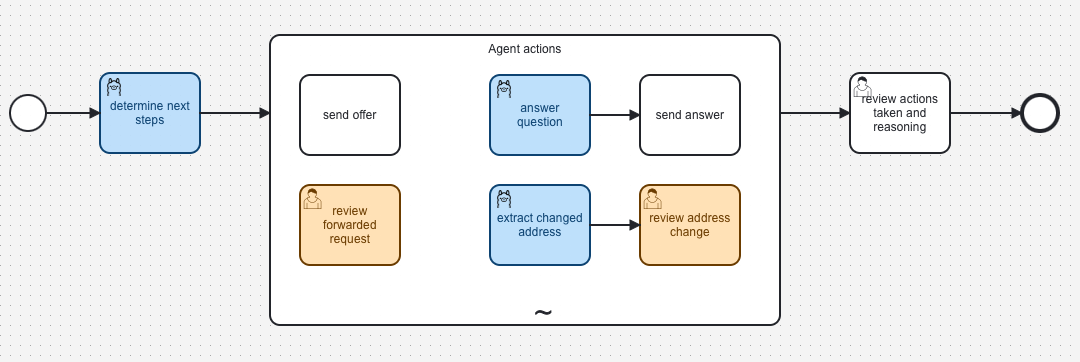 Agent actions
determine next
steps
send offer
answer
question
send answer
review actions
taken and
reasoning
review
forwarded
request
extract changed
address
review address
change
~